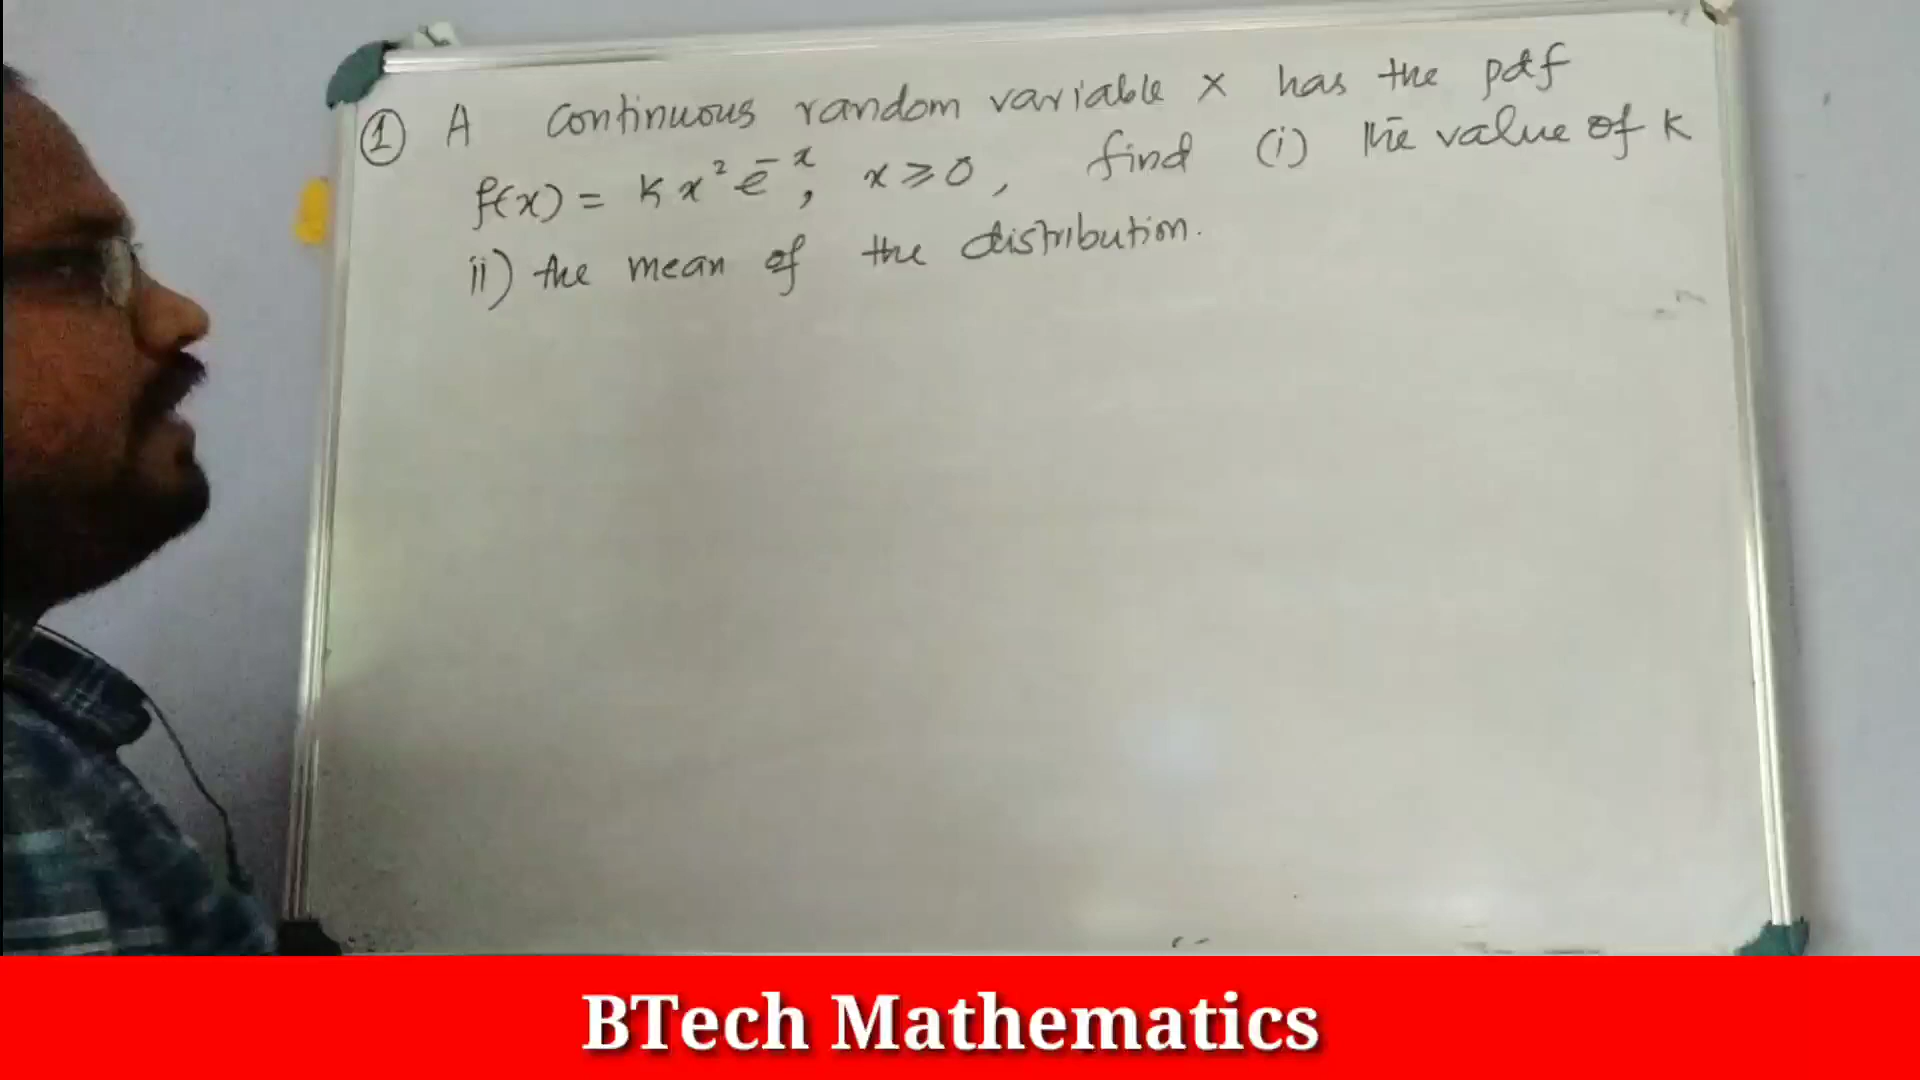 ① A continuous random variable X has the pdf
f(x) = k x² e⁻ˣ, x ≥ 0, find (i) the value of k
ii) the mean of the distribution.
BTech Mathematics